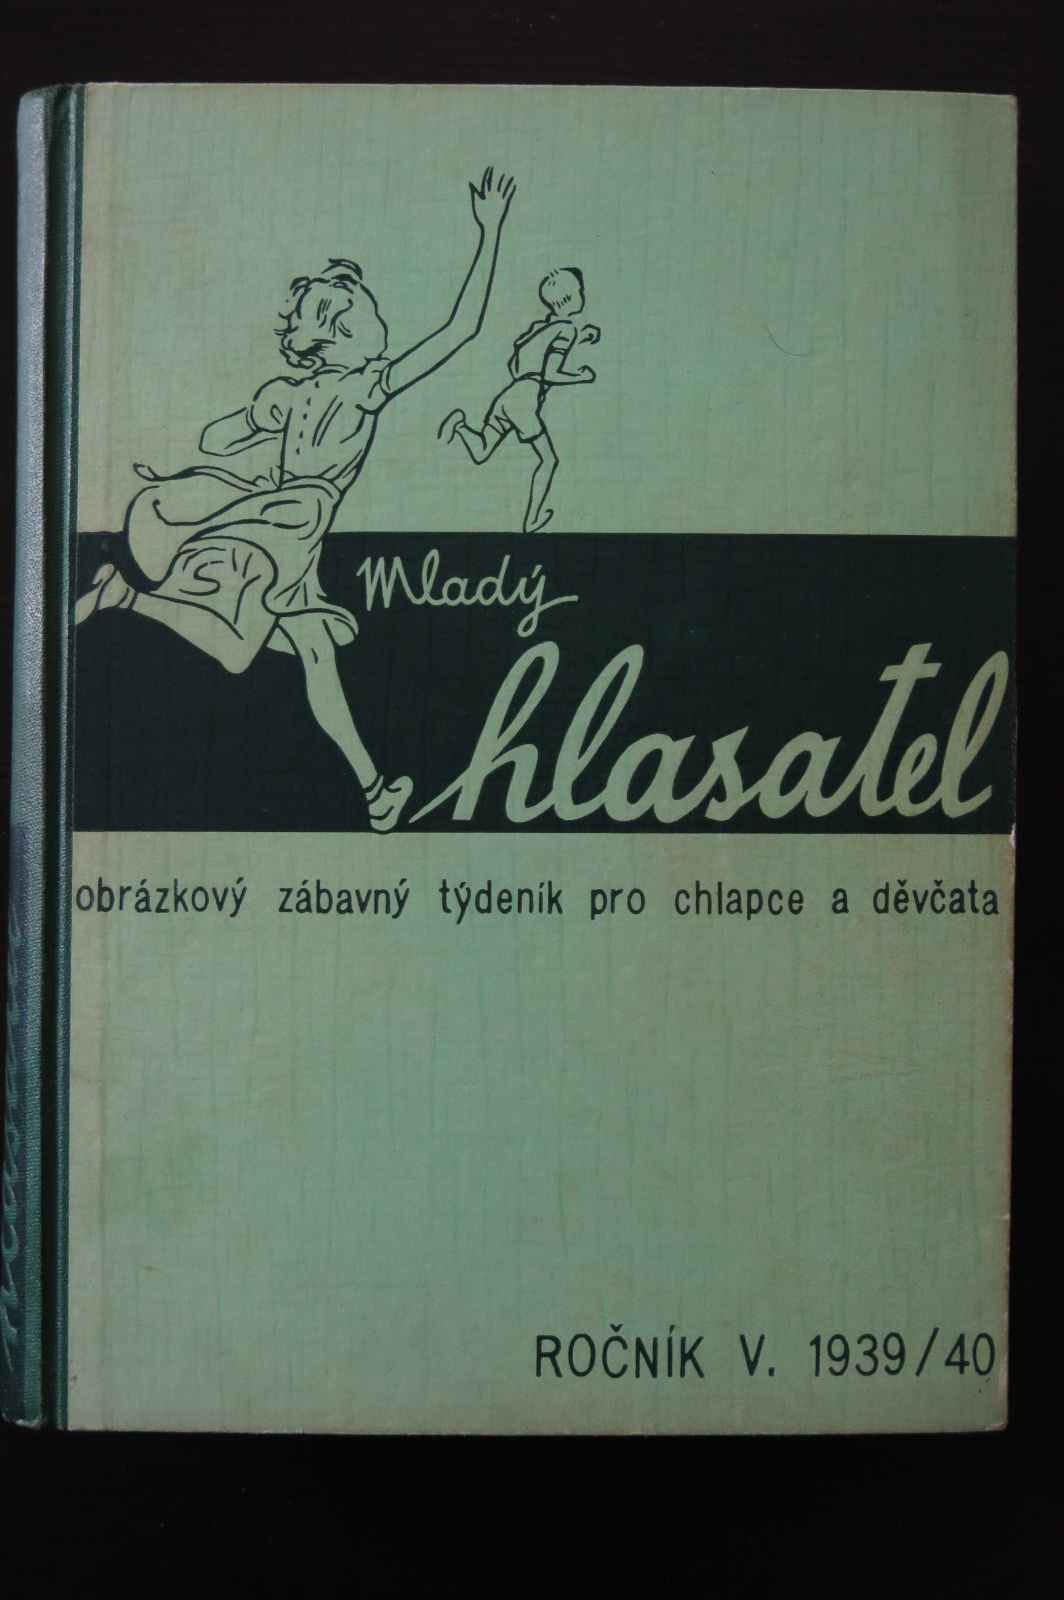 Mladý
hlasatel
obrázkový zábavný týdeník pro chlapce a děvčata
ROČNÍK V. 1939/40